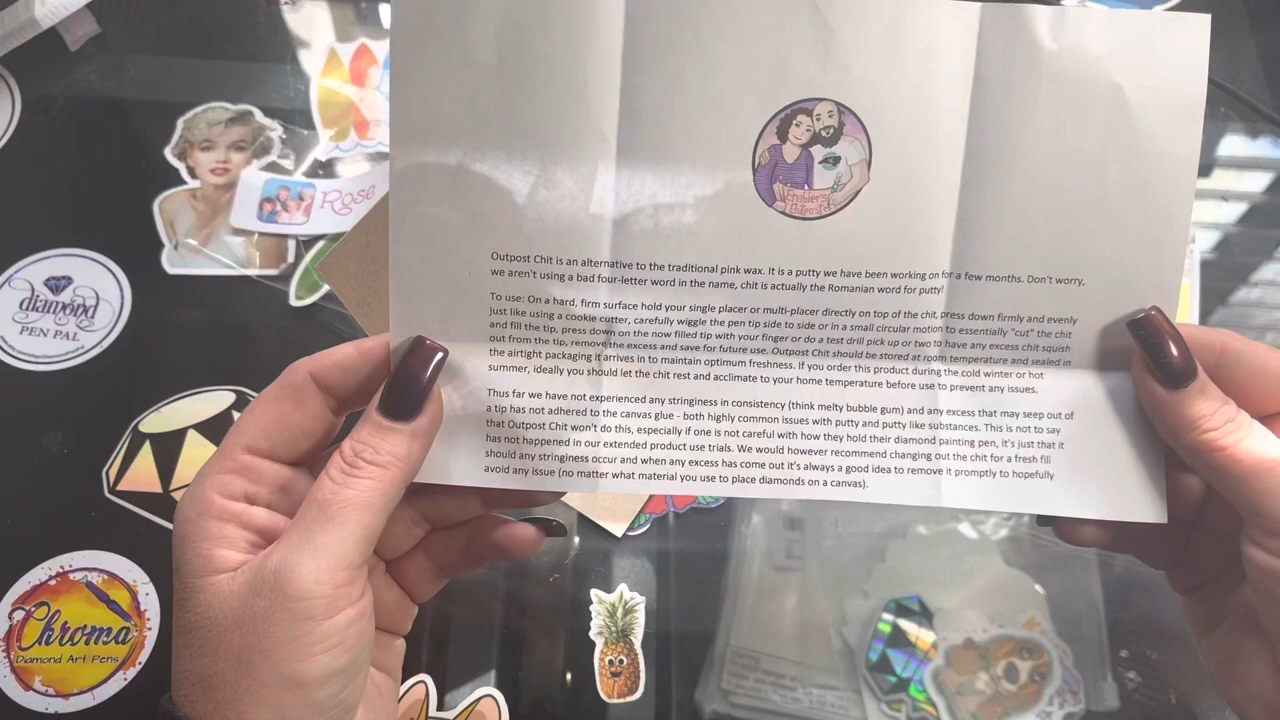 Rose
diamond
PEN PAL
Enabler's
Outpost
Outpost Chit is an alternative to the traditional pink wax. It is a putty we have been working on for a few months. Don't worry,
we aren't using a bad four-letter word in the name, chit is actually the Romanian word for putty!
To use: On a hard, firm surface hold your single placer or multi-placer directly on top of the chit, press down firmly and evenly
just like using a cookie cutter, carefully wiggle the pen tip side to side or in a small circular motion to essentially "cut" the chit
and fill the tip, press down on the now filled tip with your finger or do a test drill pick up or two to have any excess chit squish
out from the tip, remove the excess and save for future use. Outpost Chit should be stored at room temperature and sealed in
the airtight packaging it arrives in to maintain optimum freshness. If you order this product during the cold winter or hot
summer, ideally you should let the chit rest and acclimate to your home temperature before use to prevent any issues.
Thus far we have not experienced any stringiness in consistency (think melty bubble gum) and any excess that may seep out of
a tip has not adhered to the canvas glue - both highly common issues with putty and putty like substances. This is not to say
that Outpost Chit won't do this, especially if one is not careful with how they hold their diamond painting pen, it's just that it
has not happened in our extended product use trials. We would however recommend changing out the chit for a fresh fill
should any stringiness occur and when any excess has come out it's always a good idea to remove it promptly to hopefully
avoid any issue (no matter what material you use to place diamonds on a canvas).
Chroma
Diamond Art Pens